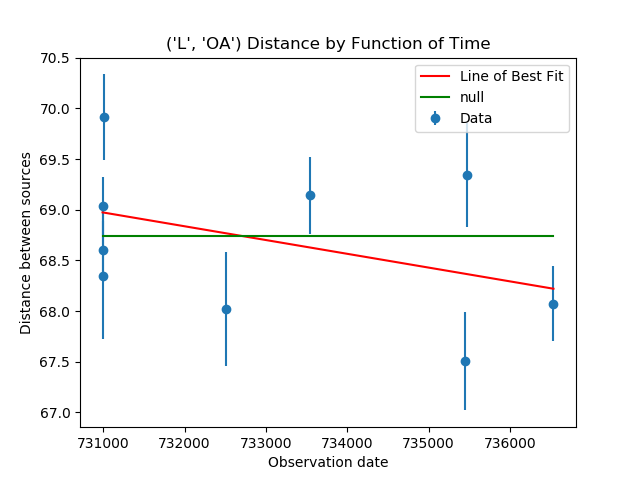 ('L', 'OA') Distance by Function of Time
70.5
70.0
69.5
69.0
68.5
68.0
67.5
67.0
Distance between sources
Line of Best Fit
null
Data
731000 732000 733000 734000 735000 736000
Observation date